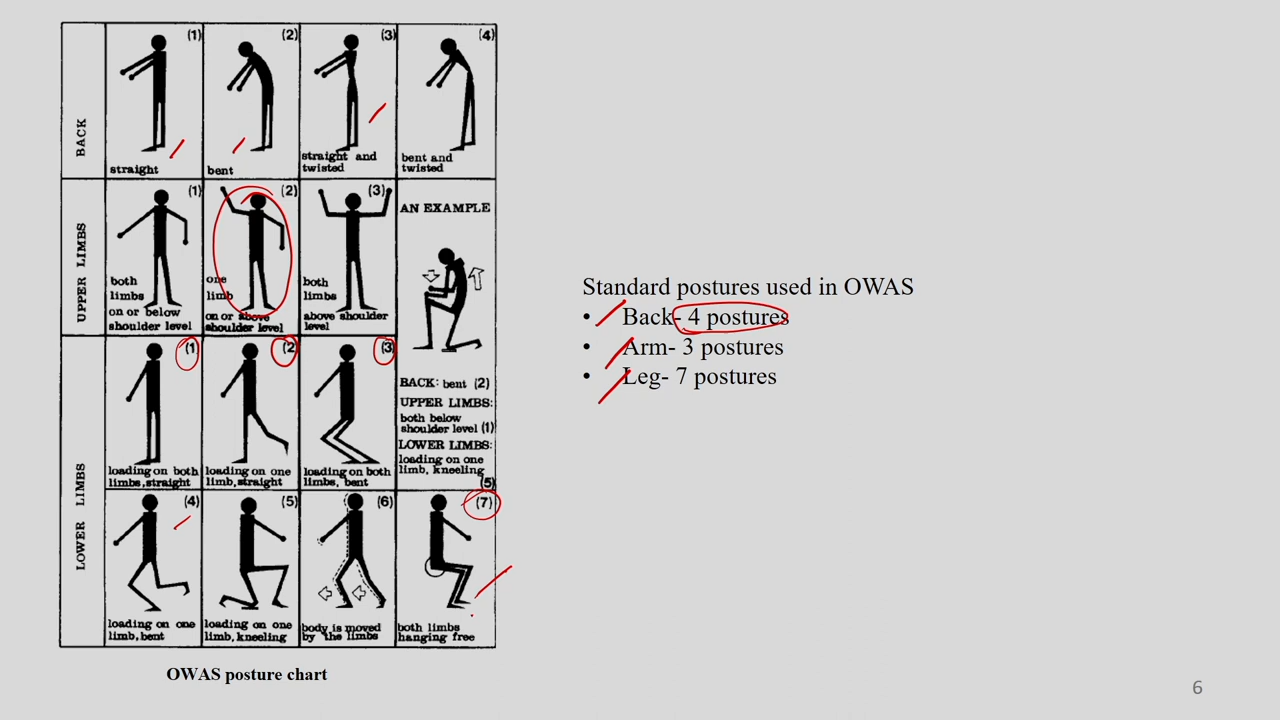 BACK
(1)
straight
(2)
bent
(3)
straight and
twisted
(4)
bent and
twisted
UPPER LIMBS
(1)
both
limbs
on or below
shoulder level
(2)
one
limb
on or above
shoulder level
(3)
both
limbs
above shoulder
level
AN EXAMPLE
BACK: bent (2)
UPPER LIMBS:
both below
shoulder level (1)
LOWER LIMBS:
loading on one
limb, kneeling
(5)
LOWER LIMBS
(1)
loading on both
limbs, straight
(2)
loading on one
limb, straight
(3)
loading on both
limbs, bent
(4)
loading on one
limb, bent
(5)
loading on one
limb, kneeling
(6)
body is moved
by the limbs
(7)
both limbs
hanging free
OWAS posture chart
Standard postures used in OWAS
• Back- 4 postures
• Arm- 3 postures
• Leg- 7 postures
6